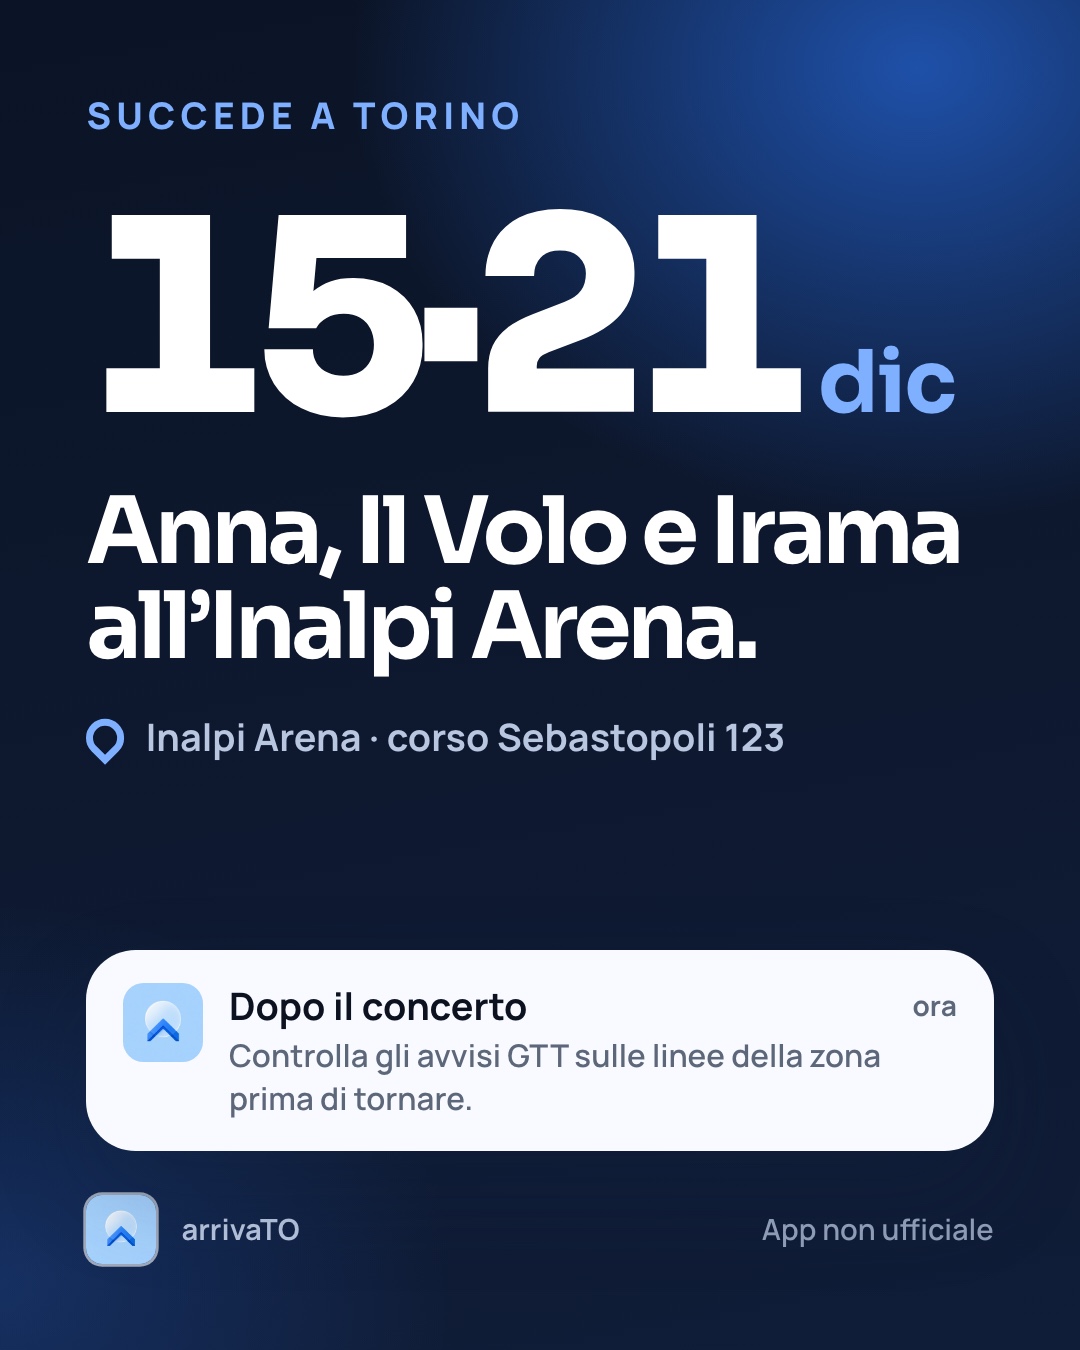 SUCCEDE A TORINO
15·21 dic
Anna, Il Volo e Irama
all’Inalpi Arena.
Inalpi Arena · corso Sebastopoli 123
Dopo il concerto
ora
Controlla gli avvisi GTT sulle linee della zona
prima di tornare.
arrivaTO
App non ufficiale